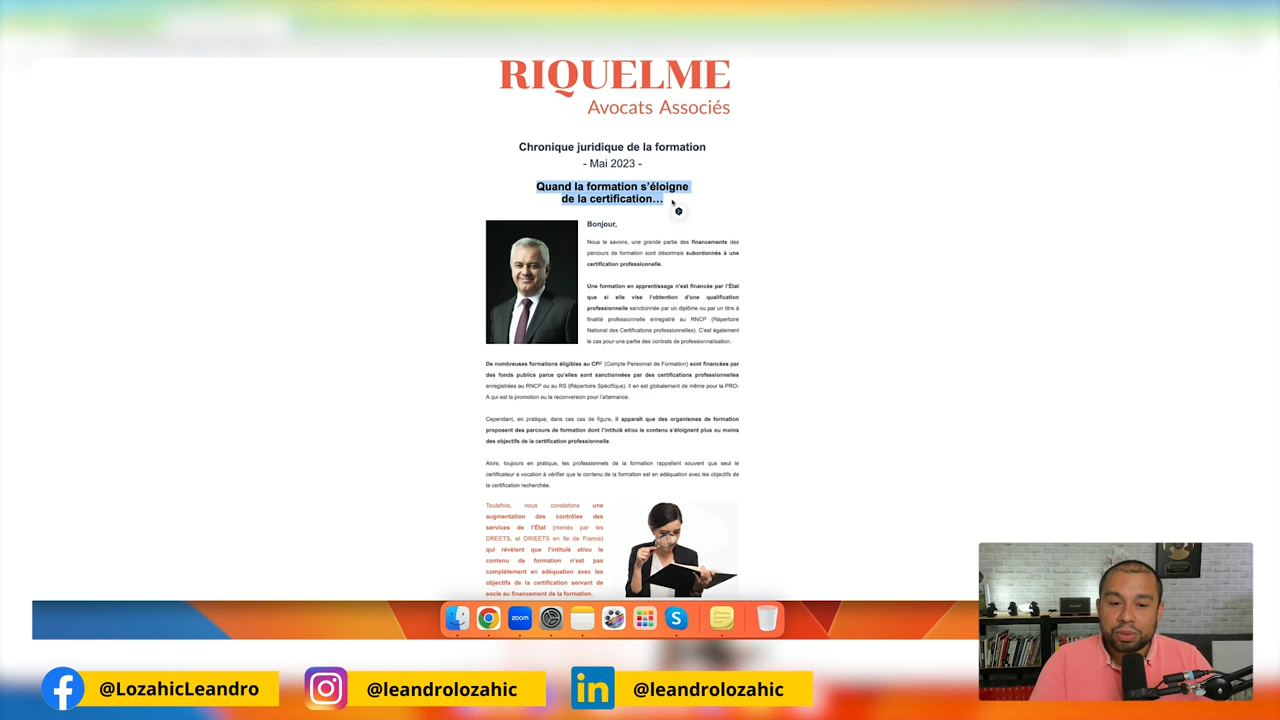 RIQUELME
Avocats Associés
Chronique juridique de la formation
- Mai 2023 -
Quand la formation s’éloigne
de la certification…
Bonjour,
Nous le savons, une grande partie des financements des
parcours de formation sont désormais subordonnés à une
certification professionnelle.
Une formation en apprentissage n’est financée par l’État
que si elle vise l’obtention d’une qualification
professionnelle sanctionnée par un diplôme ou par un titre à
finalité professionnelle enregistré au RNCP (Répertoire
National des Certifications professionnelles). C’est également
le cas pour une partie des contrats de professionnalisation.
De nombreuses formations éligibles au CPF (Compte Personnel de Formation) sont financées par
des fonds publics parce qu’elles sont sanctionnées par des certifications professionnelles
enregistrées au RNCP ou au RS (Répertoire Spécifique). Il en est globalement de même pour la PRO-
A qui est la promotion ou la reconversion pour l’alternance.
Cependant, en pratique, dans ces cas de figure, il apparaît que des organismes de formation
proposent des parcours de formation dont l’intitulé et/ou le contenu s’éloignent plus ou moins
des objectifs de la certification professionnelle.
Alors, toujours en pratique, les professionnels de la formation rappellent souvent que seul le
certificateur a vocation à vérifier que le contenu de la formation est en adéquation avec les objectifs de
la certification recherchée.
Toutefois, nous constatons une
augmentation des contrôles des
services de l’État (menés par les
DREETS, et DRIEETS en Ile de France)
qui révèlent que l’intitulé et/ou le
contenu de formation n’est pas
complètement en adéquation avec les
objectifs de la certification servant de
socle au financement de la formation.
zoom
S
f
@LozahicLeandro
@leandrolozahic
in
@leandrolozahic